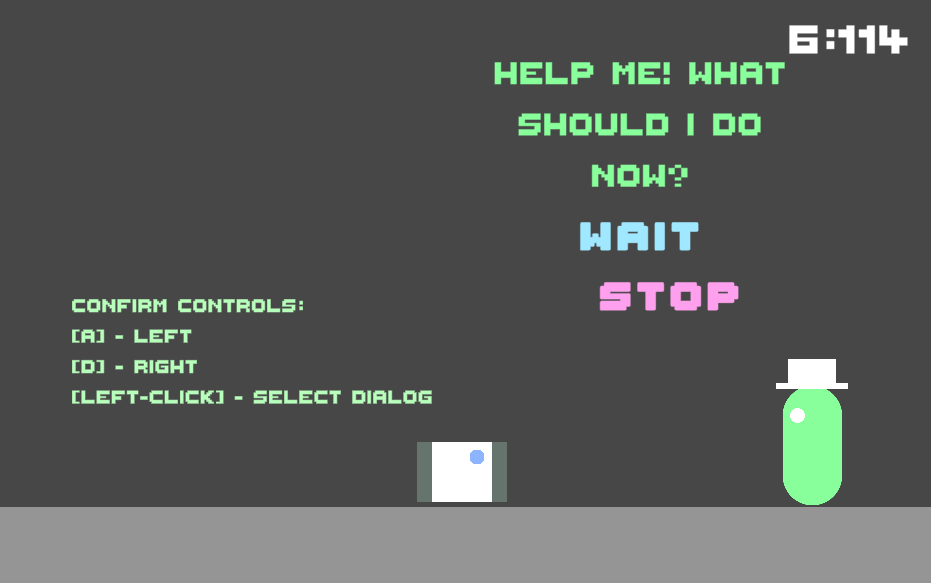 6:114
HELP ME! WHAT
SHOULD I DO
NOW?
WAIT
STOP
CONFIRM CONTROLS:
[A] - LEFT
[D] - RIGHT
[LEFT-CLICK] - SELECT DIALOG